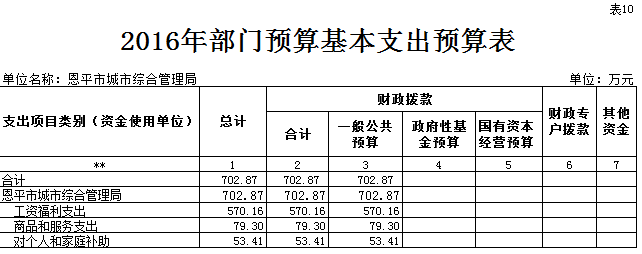 表10
2016年部门预算基本支出预算表
单位名称：恩平市城市综合管理局 单位：万元
支出项目类别（资金使用单位） 总计 财政拨款 财政专户拨款 其他资金
合计 一般公共预算 政府性基金预算 国有资本经营预算
** 1 2 3 4 5 6 7
合计 702.87 702.87 702.87
恩平市城市综合管理局 702.87 702.87 702.87
工资福利支出 570.16 570.16 570.16
商品和服务支出 79.30 79.30 79.30
对个人和家庭补助 53.41 53.41 53.41